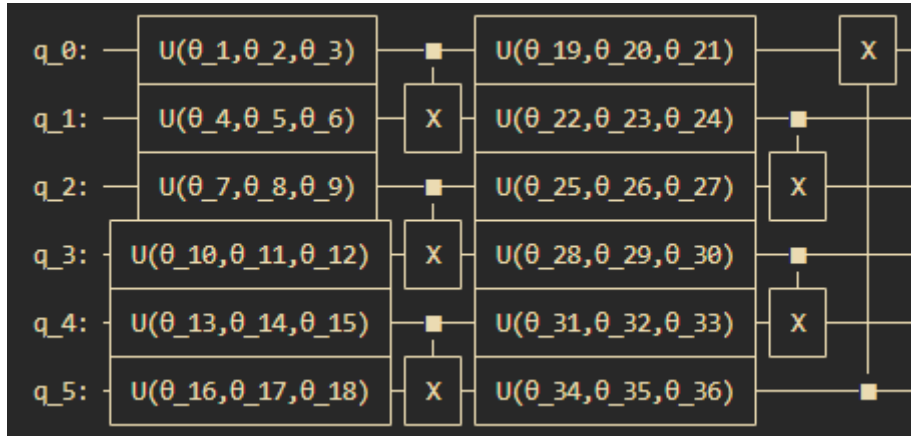 q_0: U(θ_1,θ_2,θ_3) ■ U(θ_19,θ_20,θ_21) X
q_1: U(θ_4,θ_5,θ_6) X U(θ_22,θ_23,θ_24) ■
q_2: U(θ_7,θ_8,θ_9) ■ U(θ_25,θ_26,θ_27) X
q_3: U(θ_10,θ_11,θ_12) X U(θ_28,θ_29,θ_30) ■
q_4: U(θ_13,θ_14,θ_15) ■ U(θ_31,θ_32,θ_33) X
q_5: U(θ_16,θ_17,θ_18) X U(θ_34,θ_35,θ_36) ■